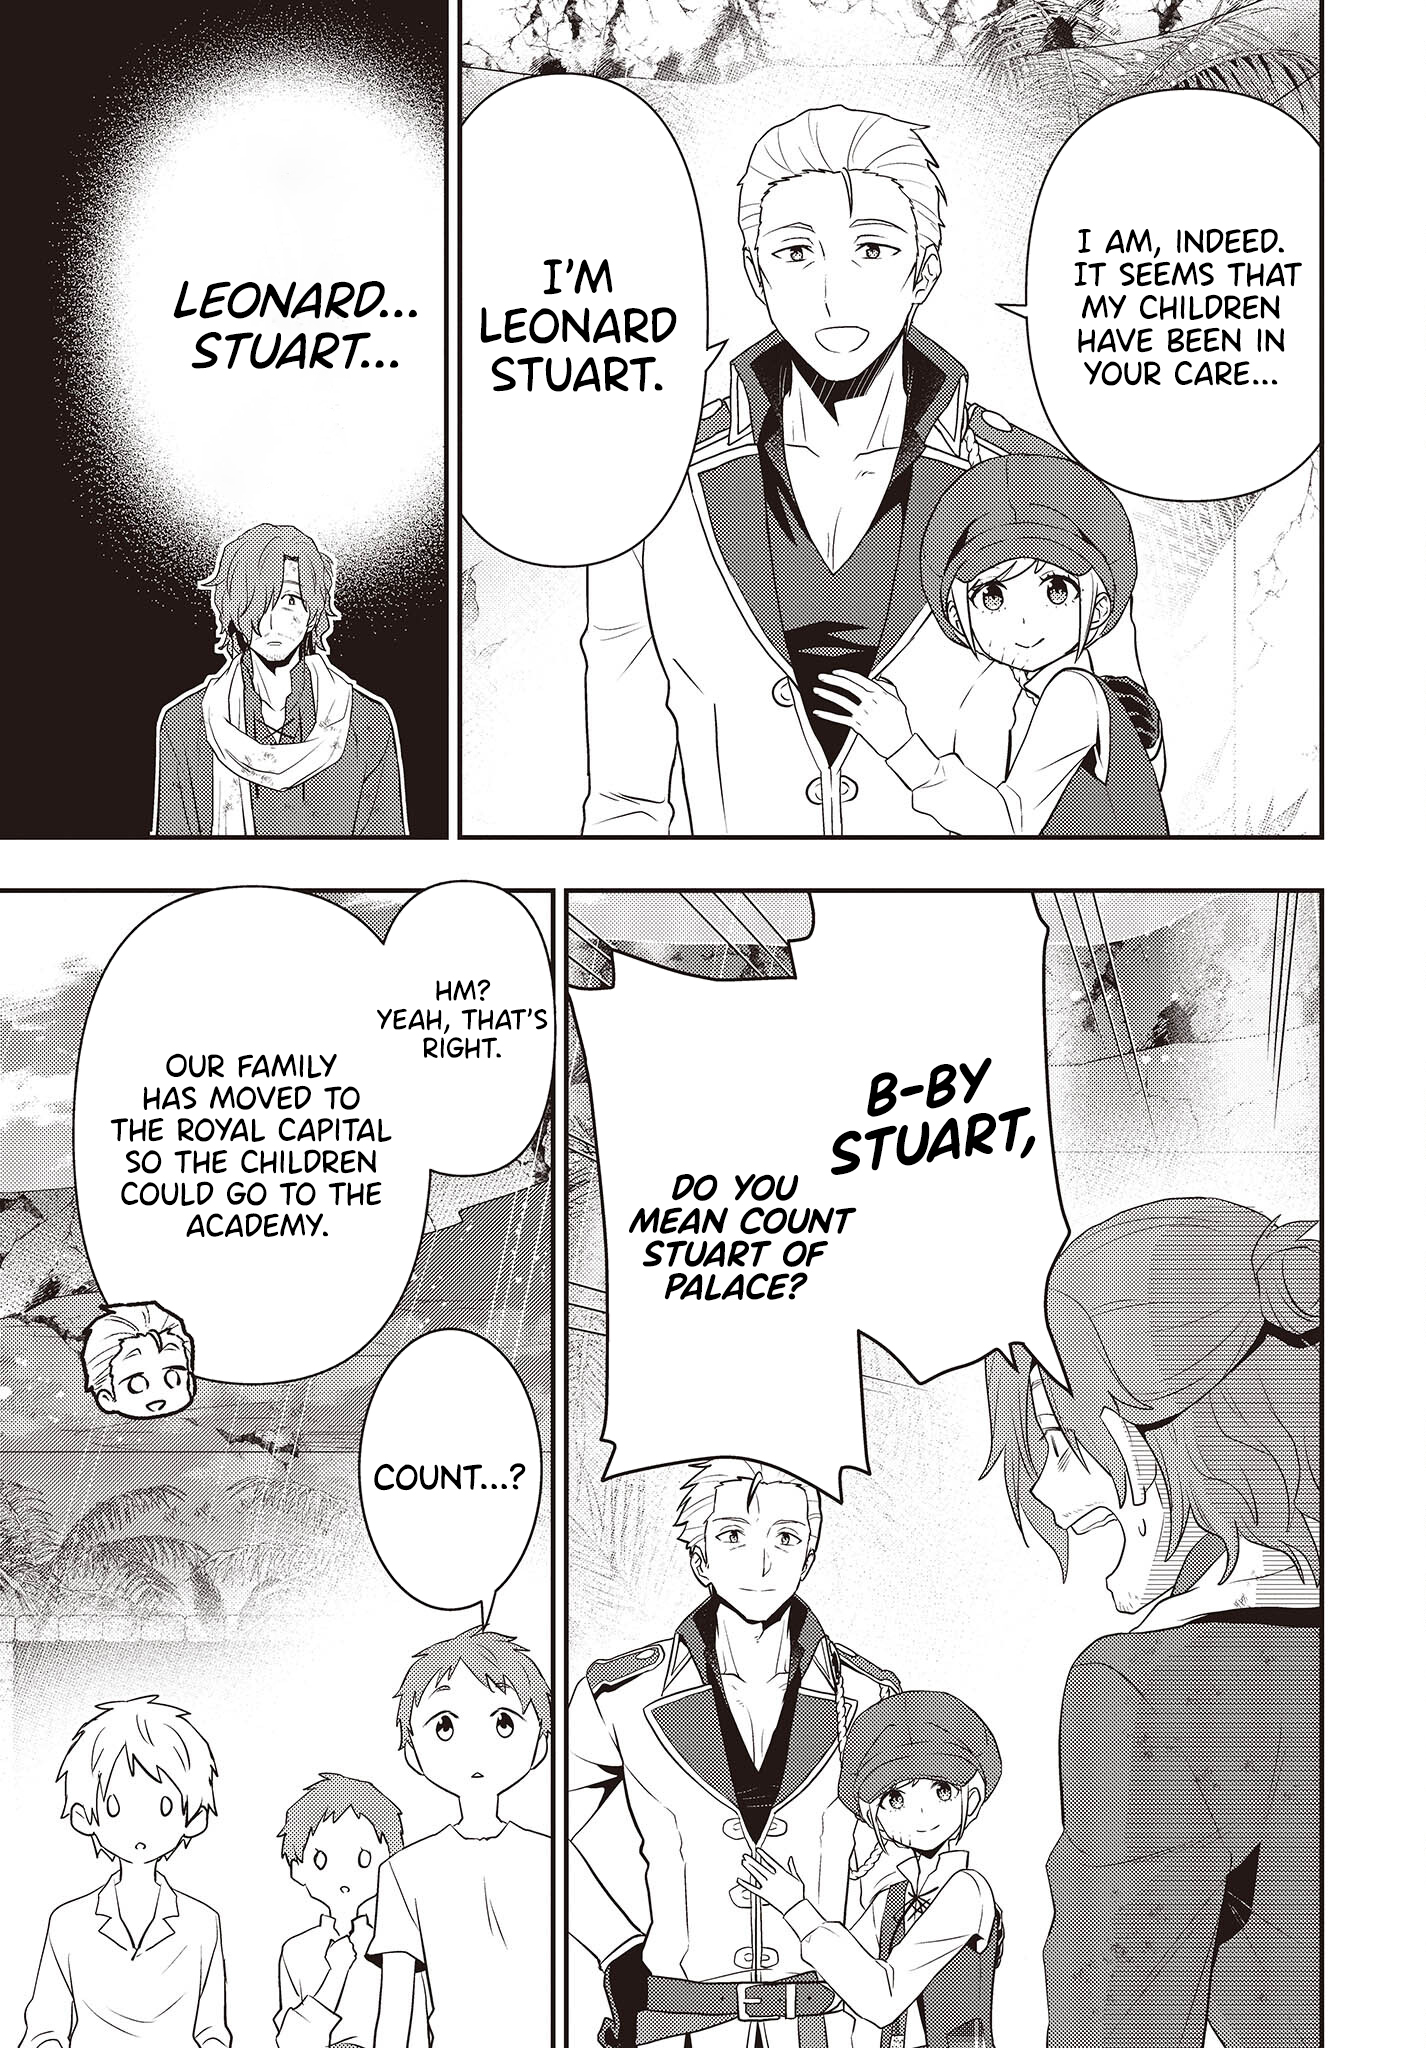 I AM, INDEED.
IT SEEMS THAT
MY CHILDREN
HAVE BEEN IN
YOUR CARE...
I'M
LEONARD
STUART.
LEONARD...
STUART...
B-BY
STUART,
DO YOU
MEAN COUNT
STUART OF
PALACE?
HM?
YEAH, THAT'S
RIGHT.
OUR FAMILY
HAS MOVED TO
THE ROYAL CAPITAL
SO THE CHILDREN
COULD GO TO THE
ACADEMY.
COUNT...?